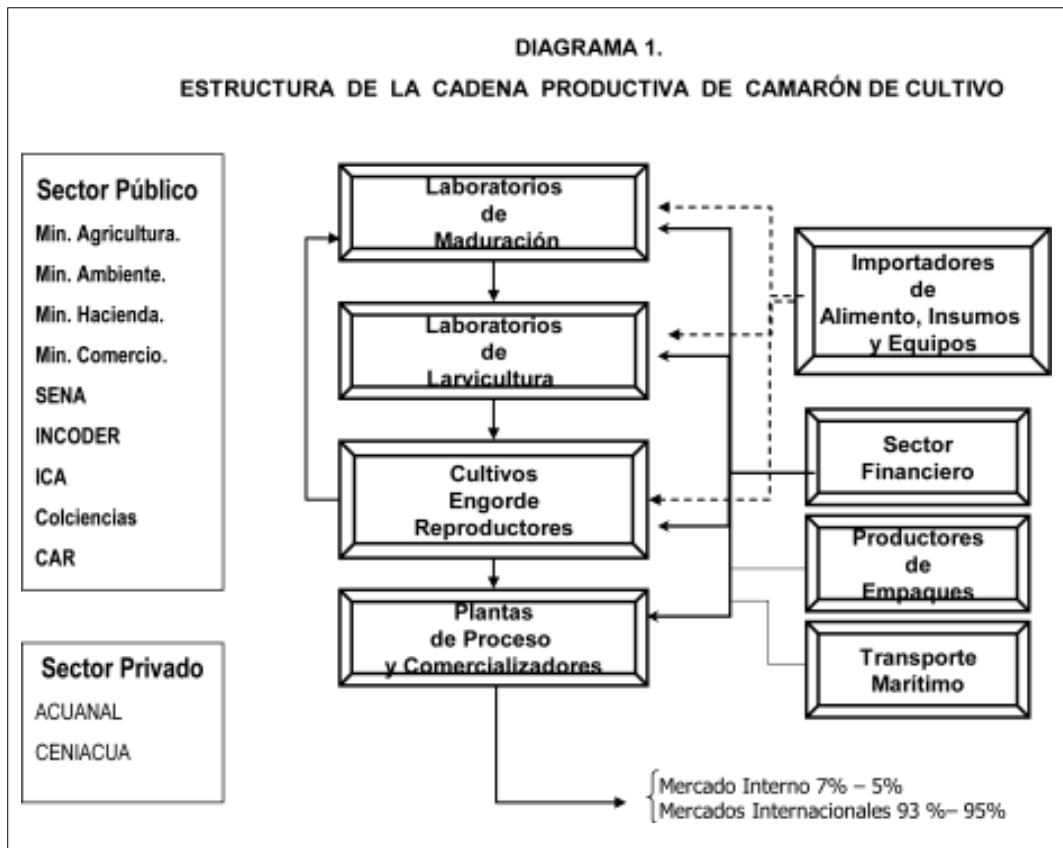 DIAGRAMA 1.
ESTRUCTURA DE LA CADENA PRODUCTIVA DE CAMARÓN DE CULTIVO
Sector Público
Min. Agricultura.
Min. Ambiente.
Min. Hacienda.
Min. Comercio.
SENA
INCODER
ICA
Colciencias
CAR
Sector Privado
ACUANAL
CENIACUA
Laboratorios
de
Maduración
Laboratorios
de
Larvicultura
Cultivos
Engorde
Reproductores
Plantas
de Proceso
y Comercializadores
Importadores
de
Alimento, Insumos
y Equipos
Sector
Financiero
Productores
de
Empaques
Transporte
Marítimo
Mercado Interno 7% – 5%
Mercados Internacionales 93 %– 95%